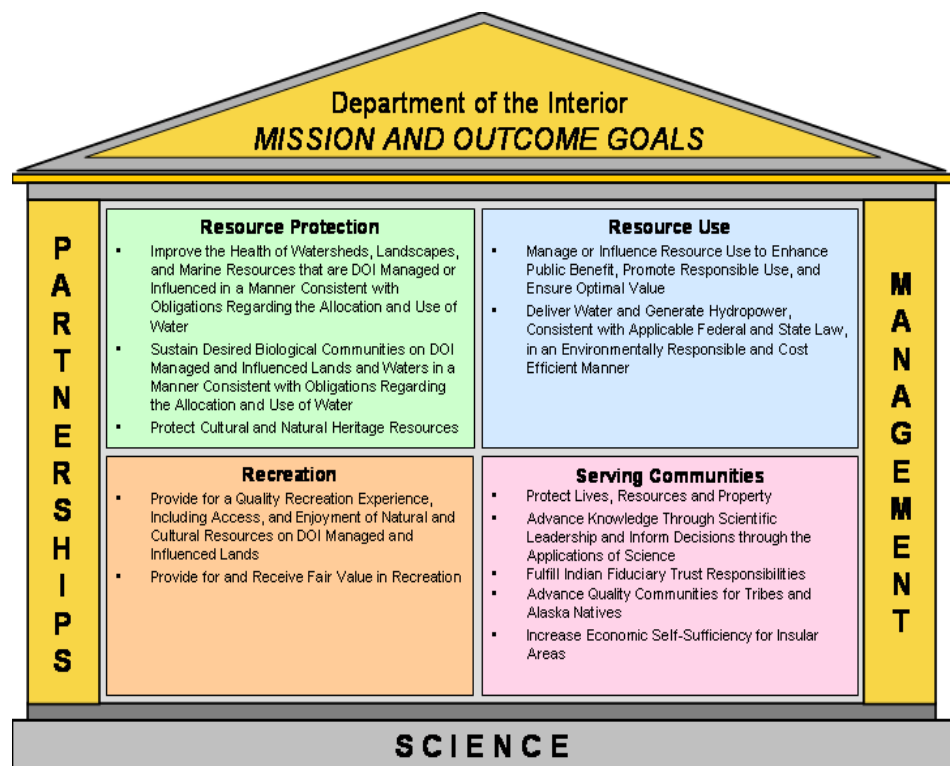 Department of the Interior
MISSION AND OUTCOME GOALS
PARTNERSHIPS
Resource Protection
▪ Improve the Health of Watersheds, Landscapes,
and Marine Resources that are DOI Managed or
Influenced in a Manner Consistent with
Obligations Regarding the Allocation and Use of
Water
▪ Sustain Desired Biological Communities on DOI
Managed and Influenced Lands and Waters in a
Manner Consistent with Obligations Regarding
the Allocation and Use of Water
▪ Protect Cultural and Natural Heritage Resources
Resource Use
▪ Manage or Influence Resource Use to Enhance
Public Benefit, Promote Responsible Use, and
Ensure Optimal Value
▪ Deliver Water and Generate Hydropower,
Consistent with Applicable Federal and State Law,
in an Environmentally Responsible and Cost
Efficient Manner
Recreation
▪ Provide for a Quality Recreation Experience,
Including Access, and Enjoyment of Natural and
Cultural Resources on DOI Managed and
Influenced Lands
▪ Provide for and Receive Fair Value in Recreation
Serving Communities
▪ Protect Lives, Resources and Property
▪ Advance Knowledge Through Scientific
Leadership and Inform Decisions through the
Applications of Science
▪ Fulfill Indian Fiduciary Trust Responsibilities
▪ Advance Quality Communities for Tribes and
Alaska Natives
▪ Increase Economic Self-Sufficiency for Insular
Areas
MANAGEMENT
SCIENCE